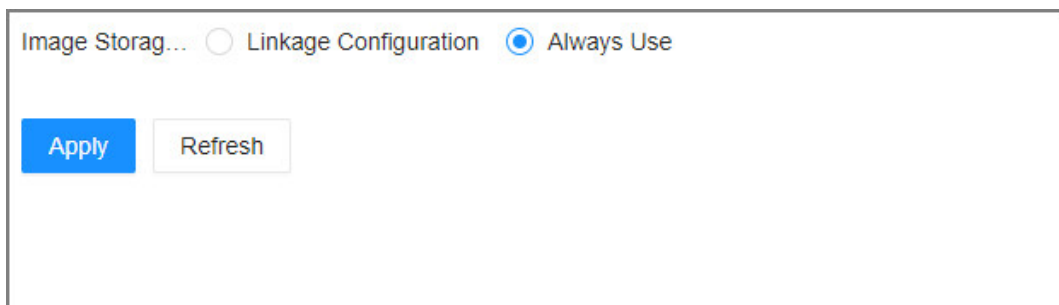 Image Storag... Linkage Configuration Always Use
Apply Refresh